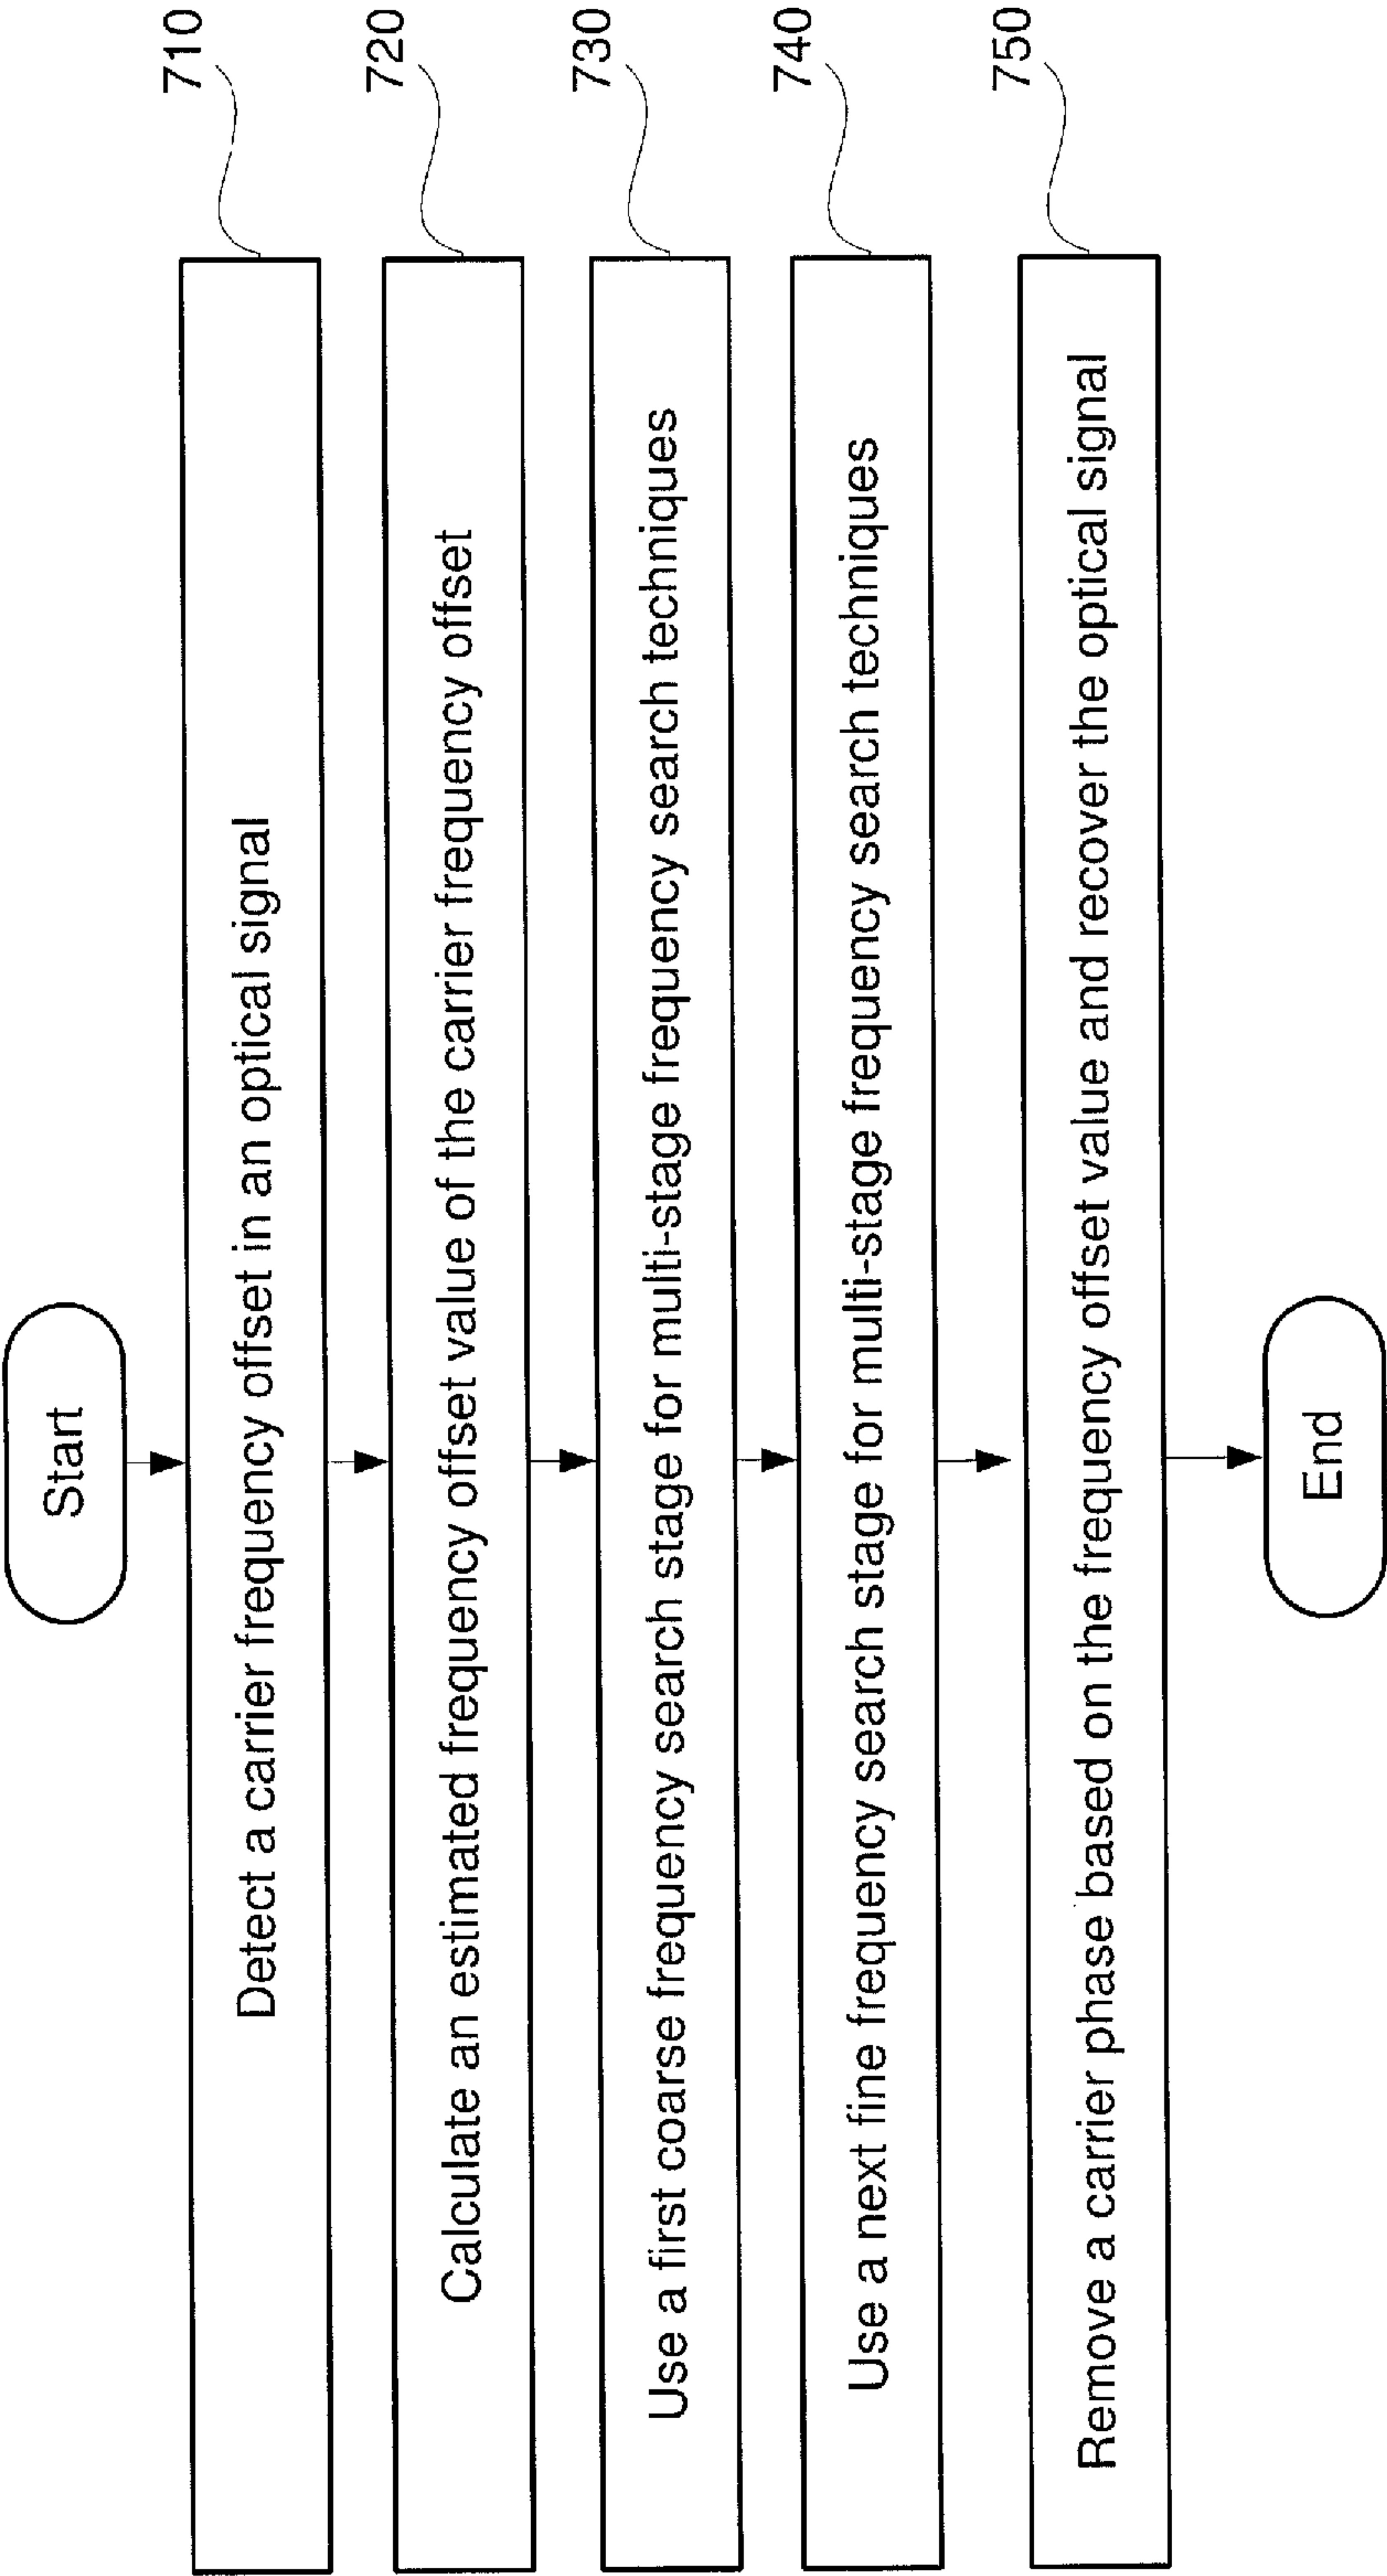 Start
Detect a carrier frequency offset in an optical signal
710
Calculate an estimated frequency offset value of the carrier frequency offset
720
Use a first coarse frequency search stage for multi-stage frequency search techniques
730
Use a next fine frequency search stage for multi-stage frequency search techniques
740
Remove a carrier phase based on the frequency offset value and recover the optical signal
750
End